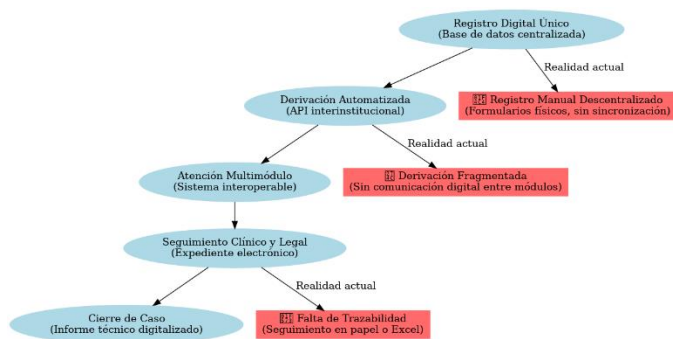 Registro Digital Único
(Base de datos centralizada)
Realidad actual
Derivación Automatizada
(API interinstitucional)
Registro Manual Descentralizado
(Formularios físicos, sin sincronización)
Realidad actual
Atención Multimódulo
(Sistema interoperable)
Derivación Fragmentada
(Sin comunicación digital entre módulos)
Seguimiento Clínico y Legal
(Expediente electrónico)
Realidad actual
Cierre de Caso
(Informe técnico digitalizado)
Falta de Trazabilidad
(Seguimiento en papel o Excel)